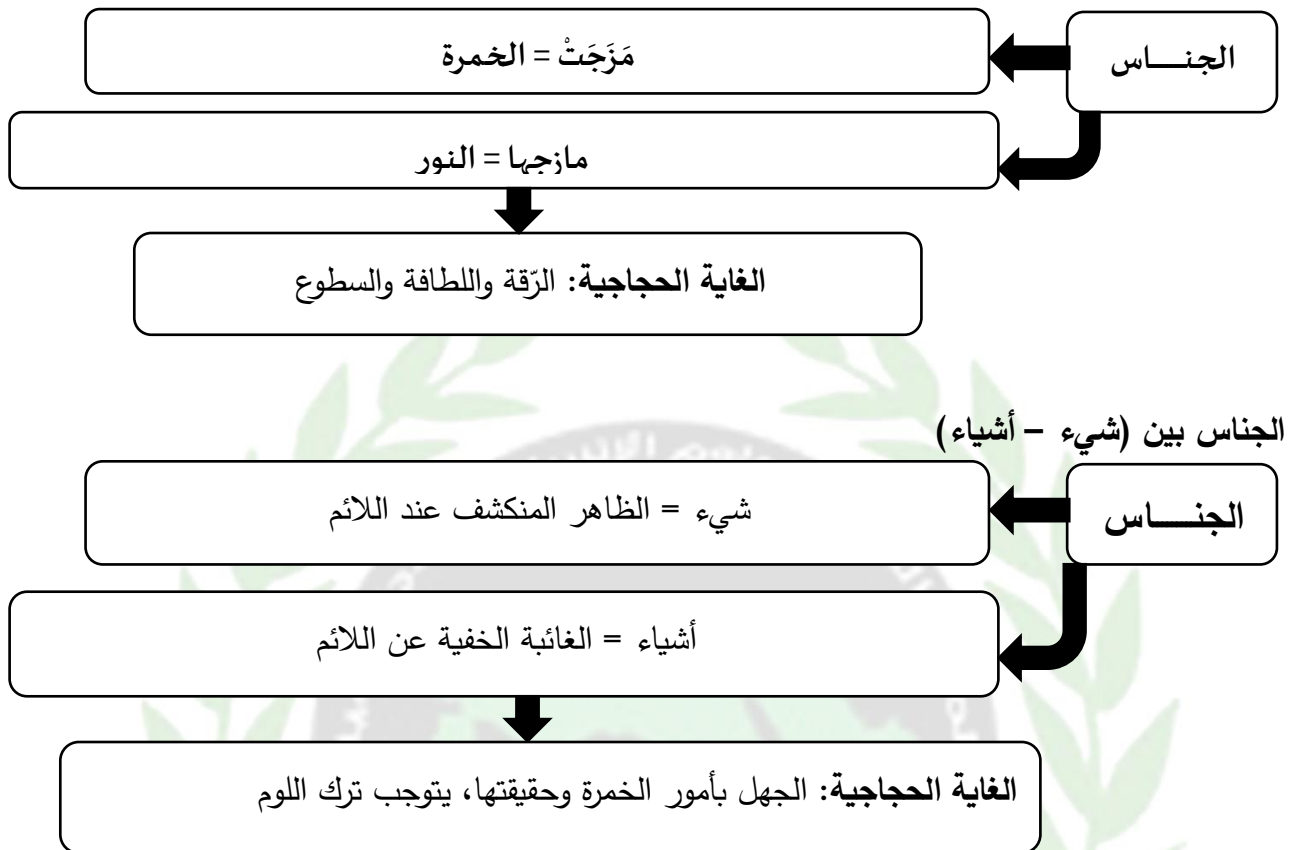 الجنـــاس
مَزَجَتْ = الخمرة
مازجها = النور
الغاية الحجاجية: الرّقة واللطافة والسطوع
الجناس بين (شيء – أشياء)
الجنـــاس
شيء = الظاهر المنكشف عند اللائم
أشياء = الغائبة الخفية عن اللائم
الغاية الحجاجية: الجهل بأمور الخمرة وحقيقتها، يتوجب ترك اللوم